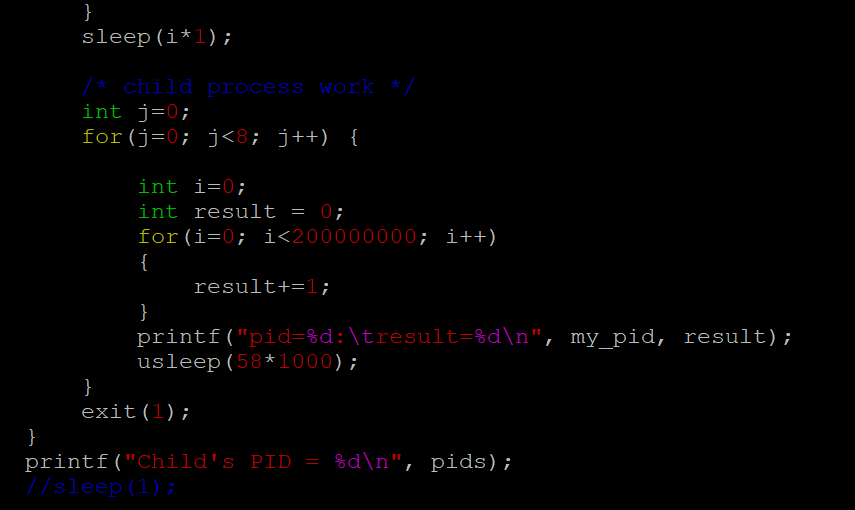 }
sleep(i*1);
/* child process work */
int j=0;
for(j=0; j<8; j++) {
int i=0;
int result = 0;
for(i=0; i<200000000; i++)
{
result+=1;
}
printf("pid=%d:\tresult=%d\n", my_pid, result);
usleep(58*1000);
}
exit(1);
}
printf("Child's PID = %d\n", pids);
//sleep(1);